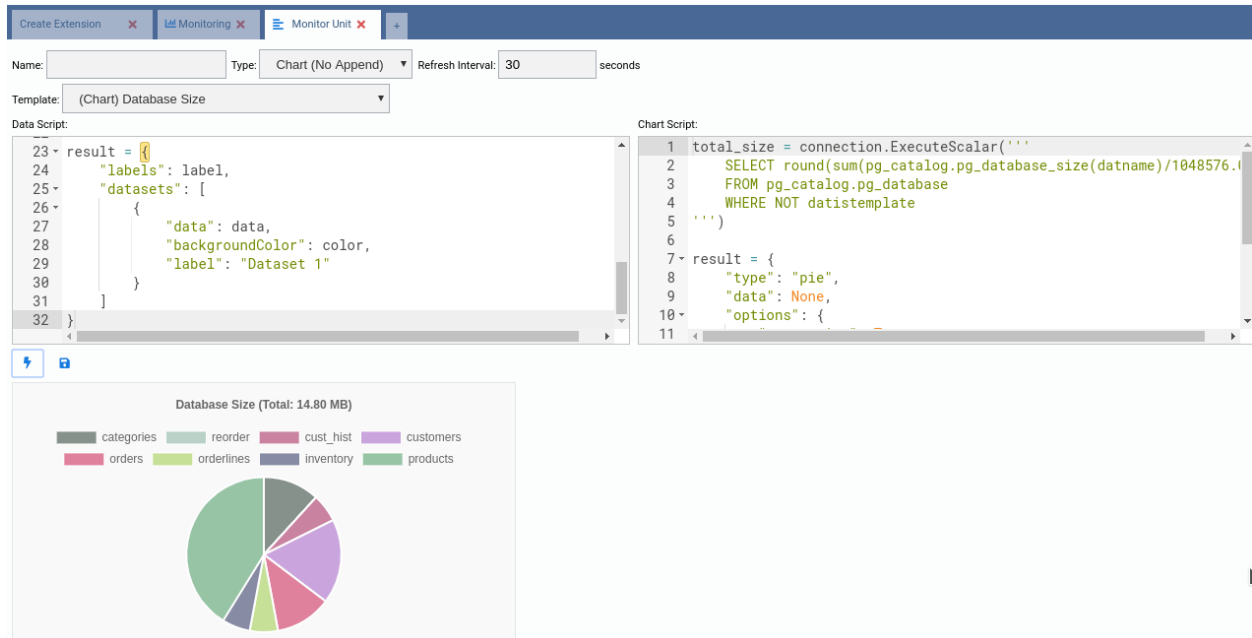 Create Extension × Monitoring × Monitor Unit × +
Name: Type: Chart (No Append) ▼ Refresh Interval: 30 seconds
Template: (Chart) Database Size ▼
Data Script:
23 result = {
24 "labels": label,
25 "datasets": [
26 {
27 "data": data,
28 "backgroundColor": color,
29 "label": "Dataset 1"
30 }
31 ]
32 }
Chart Script:
1 total_size = connection.ExecuteScalar('''
2 SELECT round(sum(pg_catalog.pg_database_size(datname)/1048576.
3 FROM pg_catalog.pg_database
4 WHERE NOT datistemplate
5 ''')
6
7 result = {
8 "type": "pie",
9 "data": None,
10 "options": {
11
Database Size (Total: 14.80 MB)
categories reorder cust_hist customers
orders orderlines inventory products